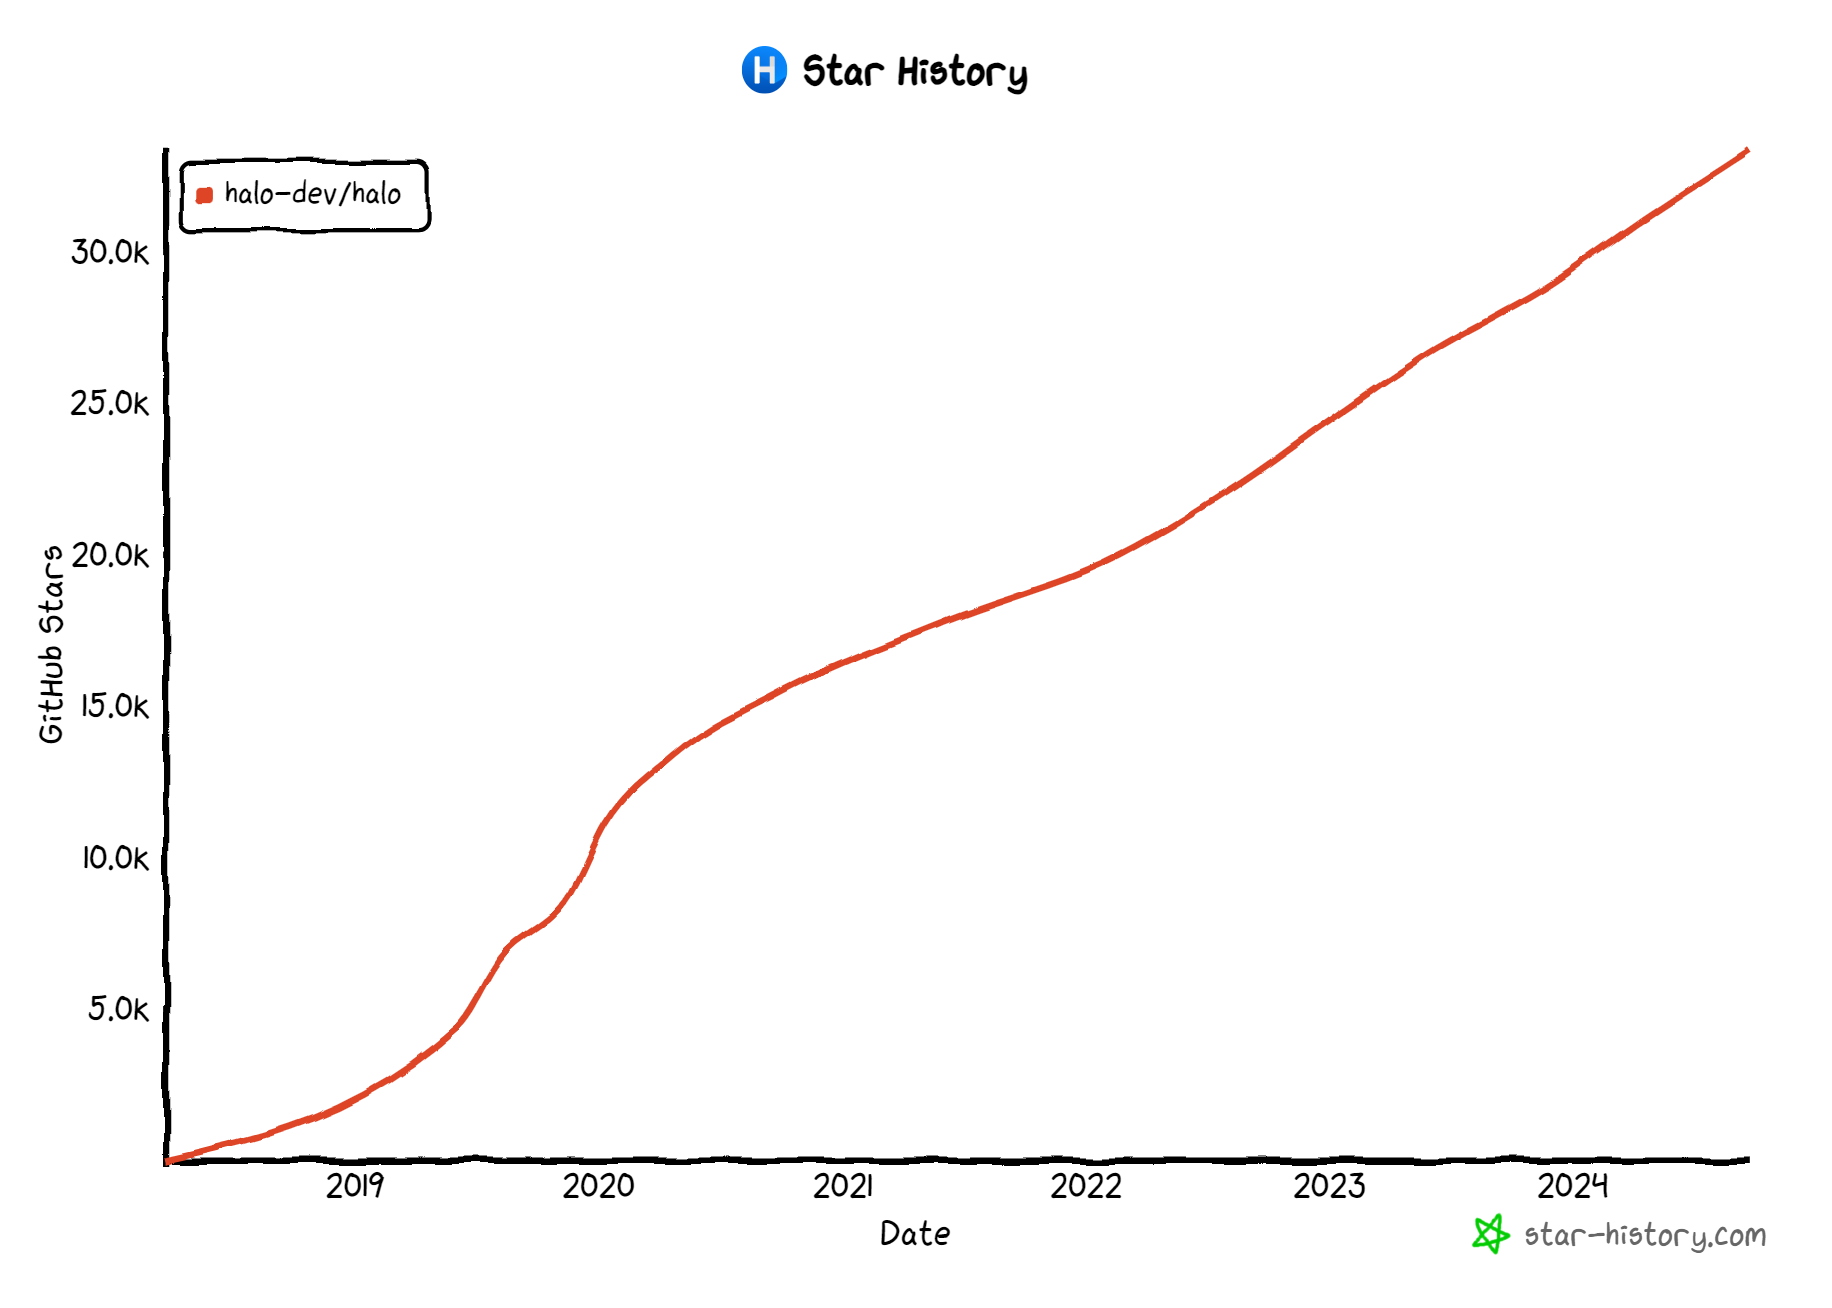 H Star History
halo-dev/halo
30.0K
25.0K
20.0K
15.0K
10.0K
5.0K
GitHub Stars
2019 2020 2021 2022 2023 2024
Date
star-history.com